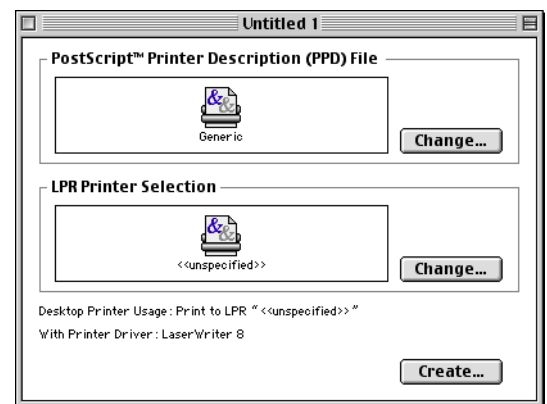 Untitled 1
PostScript™ Printer Description (PPD) File
&&
Generic
Change...
LPR Printer Selection
&&
<<unspecified>>
Change...
Desktop Printer Usage: Print to LPR “<<unspecified>>”
With Printer Driver: LaserWriter 8
Create...